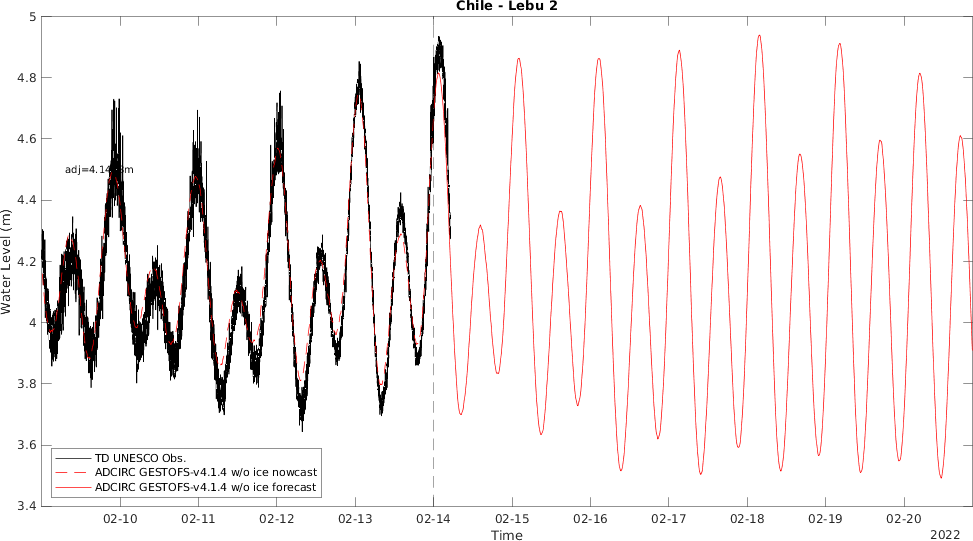 Chile - Lebu 2
Water Level (m)
5
4.8
4.6
4.4
4.2
4
3.8
3.6
3.4
TD UNESCO Obs.
ADCIRC GESTOFS-v4.1.4 w/o ice nowcast
ADCIRC GESTOFS-v4.1.4 w/o ice forecast
02-10 02-11 02-12 02-13 02-14 02-15 02-16 02-17 02-18 02-19 02-20
Time
2022